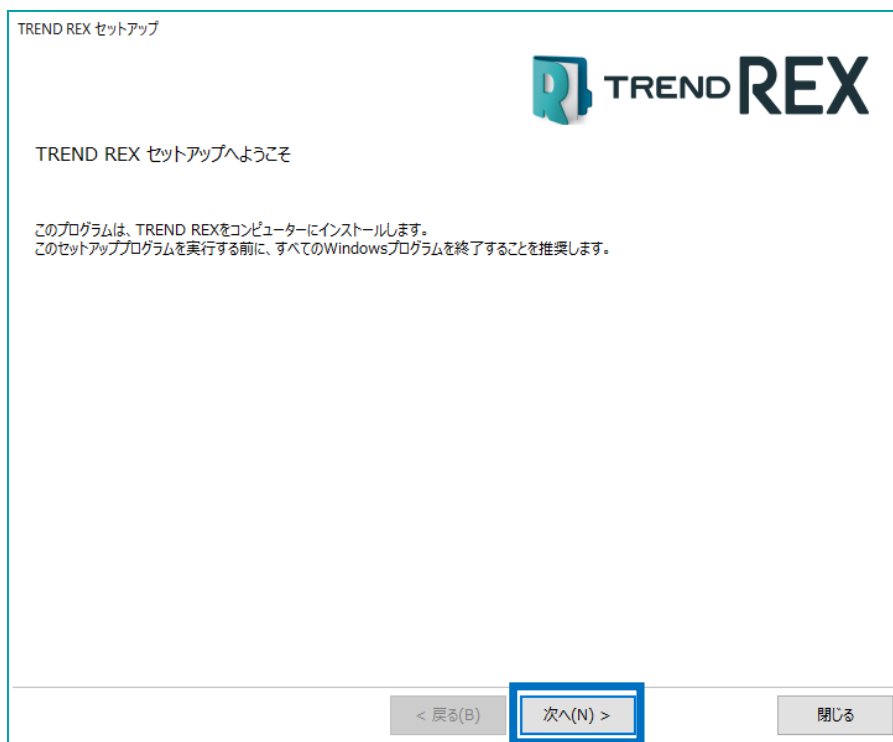 TREND REX セットアップ
TREND REX
TREND REX セットアップへようこそ
このプログラムは、TREND REXをコンピューターにインストールします。
このセットアッププログラムを実行する前に、すべてのWindowsプログラムを終了することを推奨します。
< 戻る(B)
次へ(N) >
閉じる